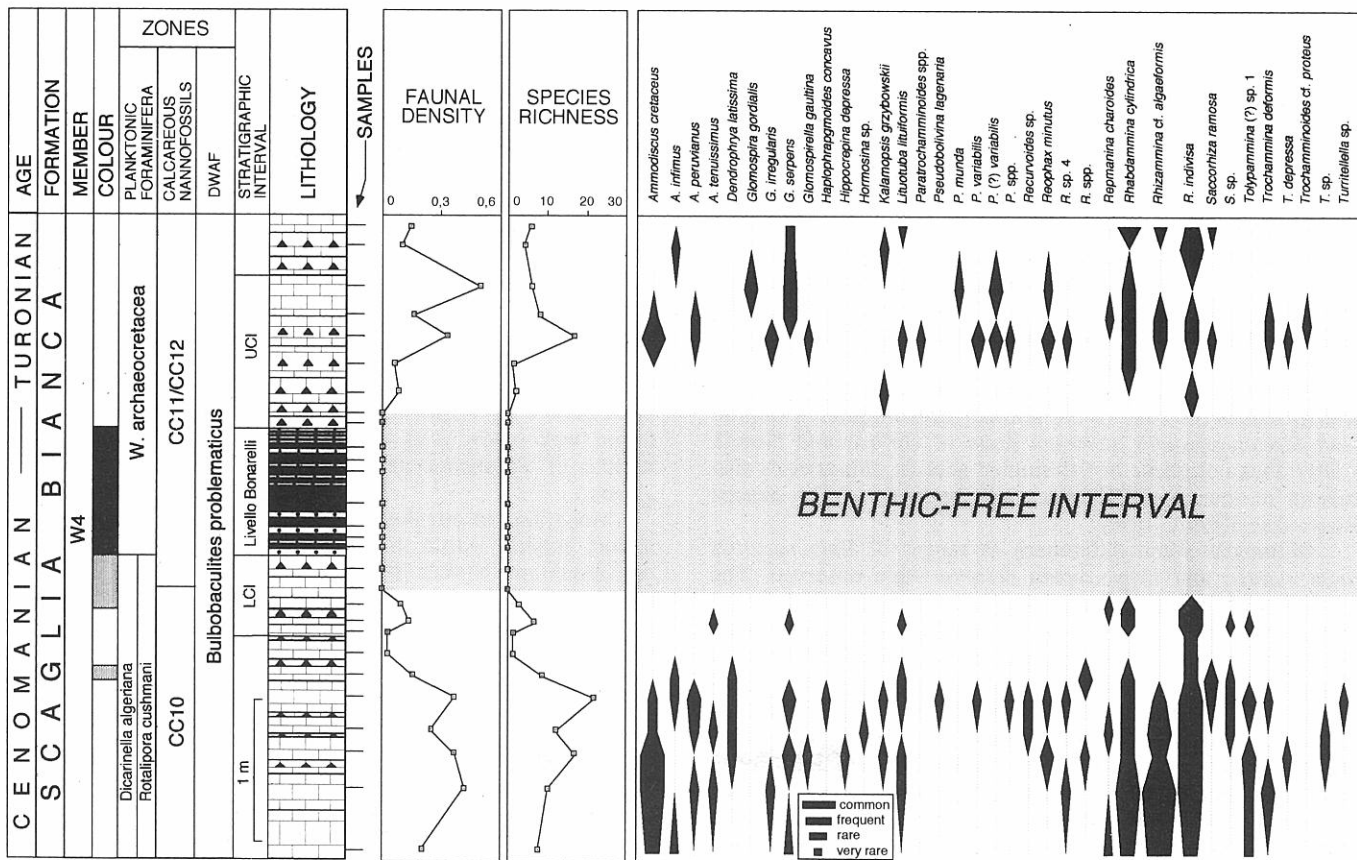 ZONES
AGE
FORMATION
MEMBER
COLOUR
PLANKTONIC FORAMINIFERA
CALCAREOUS NANNOFOSSILS
DWAF
STRATIGRAPHIC INTERVAL
LITHOLOGY
SAMPLES
FAUNAL DENSITY
0 0,3 0,6
SPECIES RICHNESS
0 10 20 30
Ammodiscus cretaceus
A. infimus
A. peruvianus
A. tenuissimus
Dendrophrya latissima
Glomospira gordialis
G. irregularis
G. serpens
Glomospirella gaultina
Haplophragmoides concavus
Hippocrepina depressa
Hormosina sp.
Kalamopsis grzybowskii
Lituotuba lituiformis
Paratrochamminoides spp.
Pseudobolivina lagenaria
P. munda
P. variabilis
P. (?) variabilis
P. spp.
Recurvoides sp.
Reophax minutus
R. sp. 4
R. spp.
Repmanina charoides
Rhabdammina cylindrica
Rhizammina cf. algaeformis
R. indivisa
Saccorhiza ramosa
S. sp.
Tolypammina (?) sp. 1
Trochammina deformis
T. depressa
Trochamminoides cf. proteus
T. sp.
Turritellella sp.
CENOMANIAN — TURONIAN
SCAGLIA BIANCA
W4
W. archaeocretacea
Dicarinella algeriana
Rotalipora cushmani
CC11/CC12
CC10
Bulbobaculites problematicus
UCI
Livello Bonarelli
LCI
1 m
BENTHIC-FREE INTERVAL
common
frequent
rare
very rare